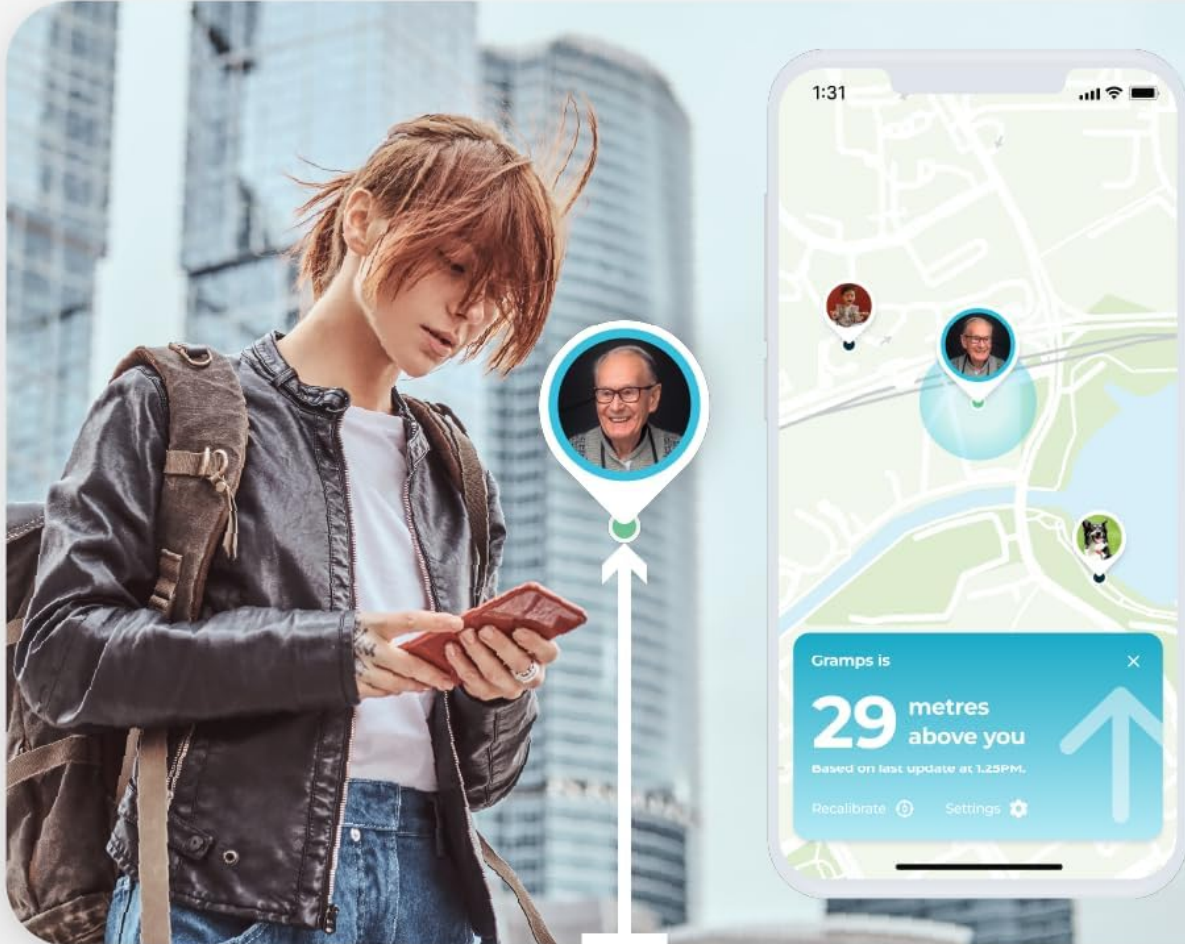 1:31
Gramps is
29 metres
above you
Based on last update at 1.25PM.
Recalibrate
Settings